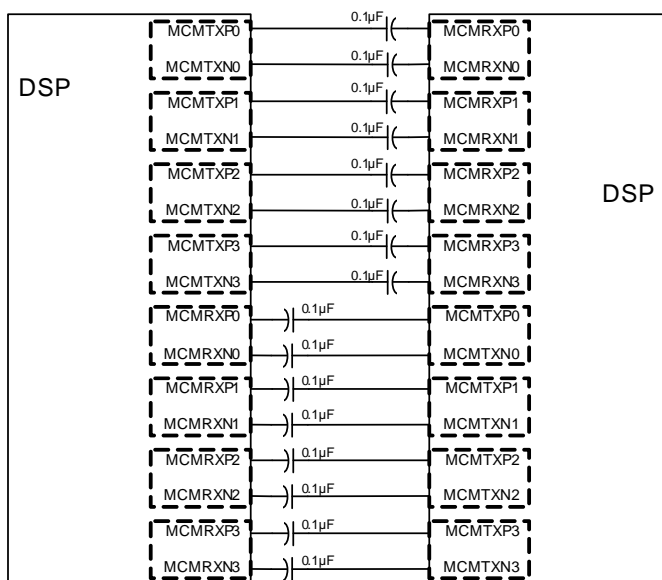 0.1µF
MCMTXP0 MCMRXP0
0.1µF
MCMTXN0 MCMRXN0
DSP
0.1µF
MCMTXP1 MCMRXP1
0.1µF
MCMTXN1 MCMRXN1
0.1µF
MCMTXP2 MCMRXP2
DSP
0.1µF
MCMTXN2 MCMRXN2
0.1µF
MCMTXP3 MCMRXP3
0.1µF
MCMTXN3 MCMRXN3
0.1µF
MCMRXP0 MCMTXP0
0.1µF
MCMRXN0 MCMTXN0
0.1µF
MCMRXP1 MCMTXP1
0.1µF
MCMRXN1 MCMTXN1
0.1µF
MCMRXP2 MCMTXP2
0.1µF
MCMRXN2 MCMTXN2
0.1µF
MCMRXP3 MCMTXP3
0.1µF
MCMRXN3 MCMTXN3